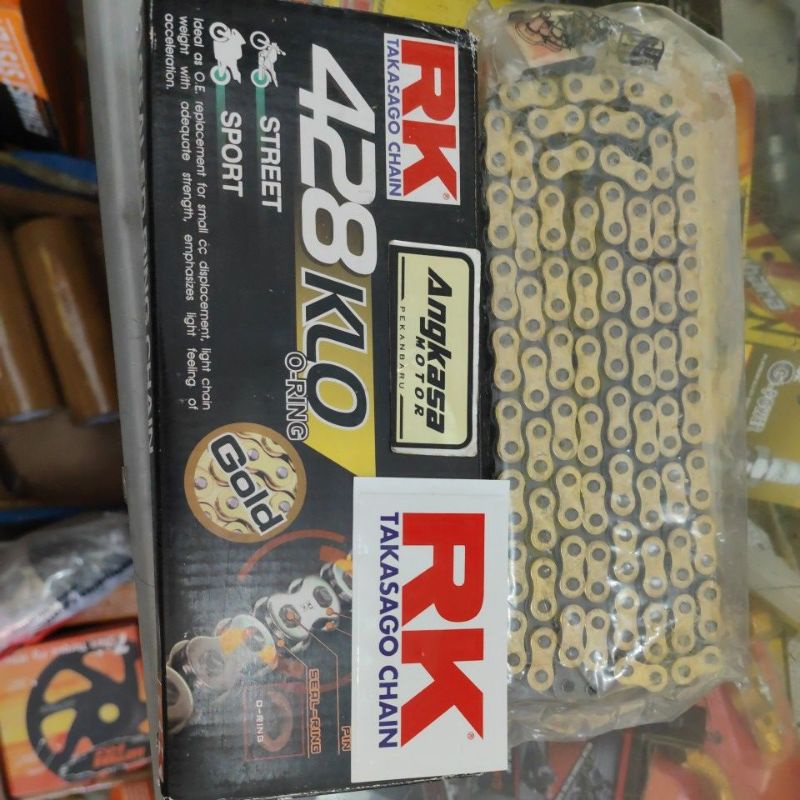 RK
TAKASAGO CHAIN
428 KLO
O-RING
STREET
SPORT
Ideal as O.E. replacement for small cc displacement, light chain
weight with adequate strength, emphasizes light feeling of
acceleration.
Angkasa
MOTOR
PEKANBARU
Gold
RK
TAKASAGO CHAIN
PIN
SEAL-RING
O-RING
CHAIN